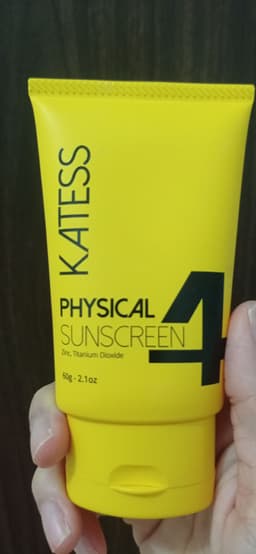 KATESS
PHYSICAL
SUNSCREEN
4
Zinc, Titanium Dioxide
60g - 2.1oz